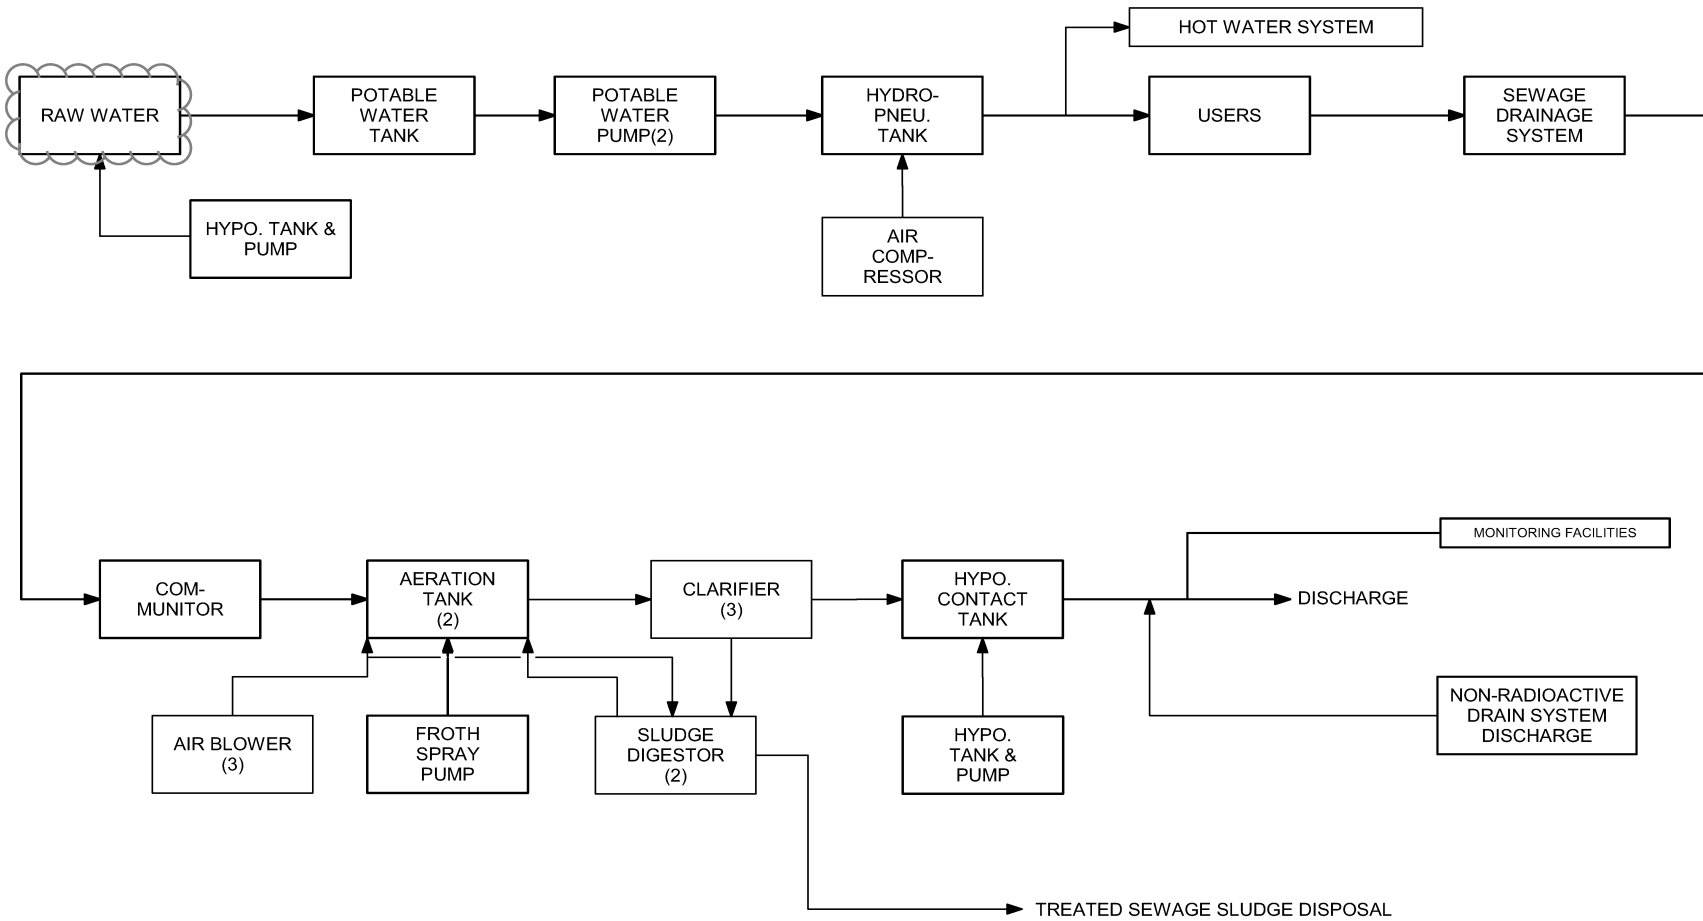 HOT WATER SYSTEM
RAW WATER
POTABLE
WATER
TANK
POTABLE
WATER
PUMP(2)
HYDRO-
PNEU.
TANK
USERS
SEWAGE
DRAINAGE
SYSTEM
HYPO. TANK &
PUMP
AIR
COMP-
RESSOR
MONITORING FACILITIES
COM-
MUNITOR
AERATION
TANK
(2)
CLARIFIER
(3)
HYPO.
CONTACT
TANK
DISCHARGE
AIR BLOWER
(3)
FROTH
SPRAY
PUMP
SLUDGE
DIGESTOR
(2)
HYPO.
TANK &
PUMP
NON-RADIOACTIVE
DRAIN SYSTEM
DISCHARGE
TREATED SEWAGE SLUDGE DISPOSAL